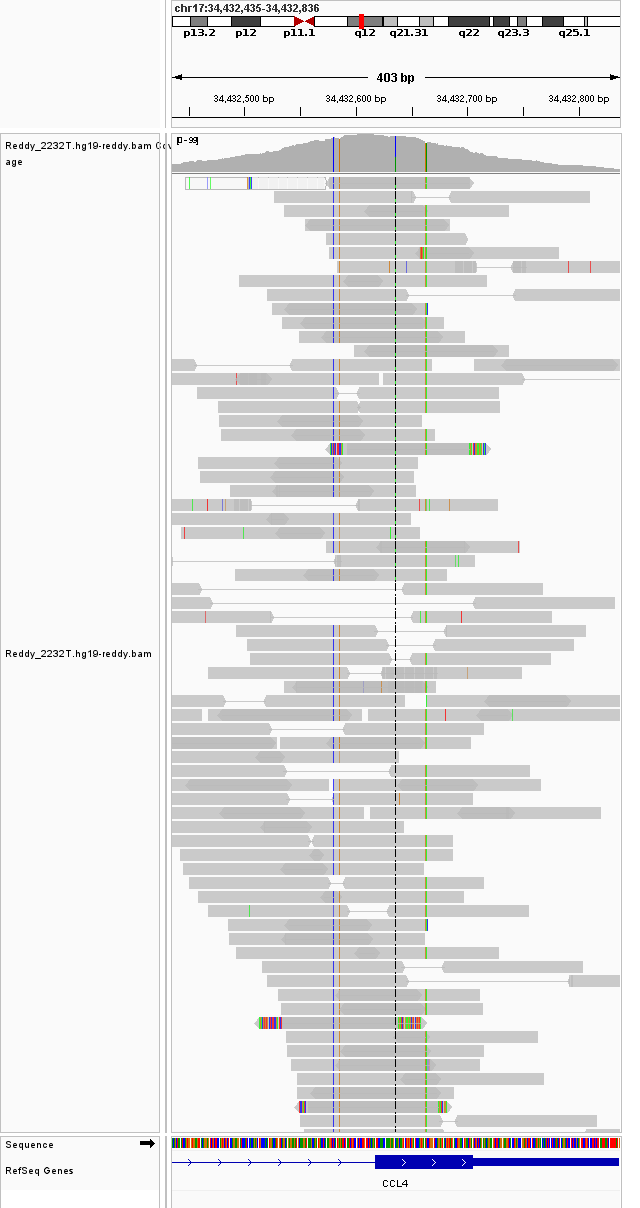 chr17:34,432,435-34,432,836
p13.2 p12 p11.1 q12 q21.31 q22 q23.3 q25.1
403 bp
34,432,500 bp 34,432,600 bp 34,432,700 bp 34,432,800 bp
Reddy_2232T.hg19-reddy.bam Cov
age
[0-99]
Reddy_2232T.hg19-reddy.bam
Sequence
RefSeq Genes
CCL4